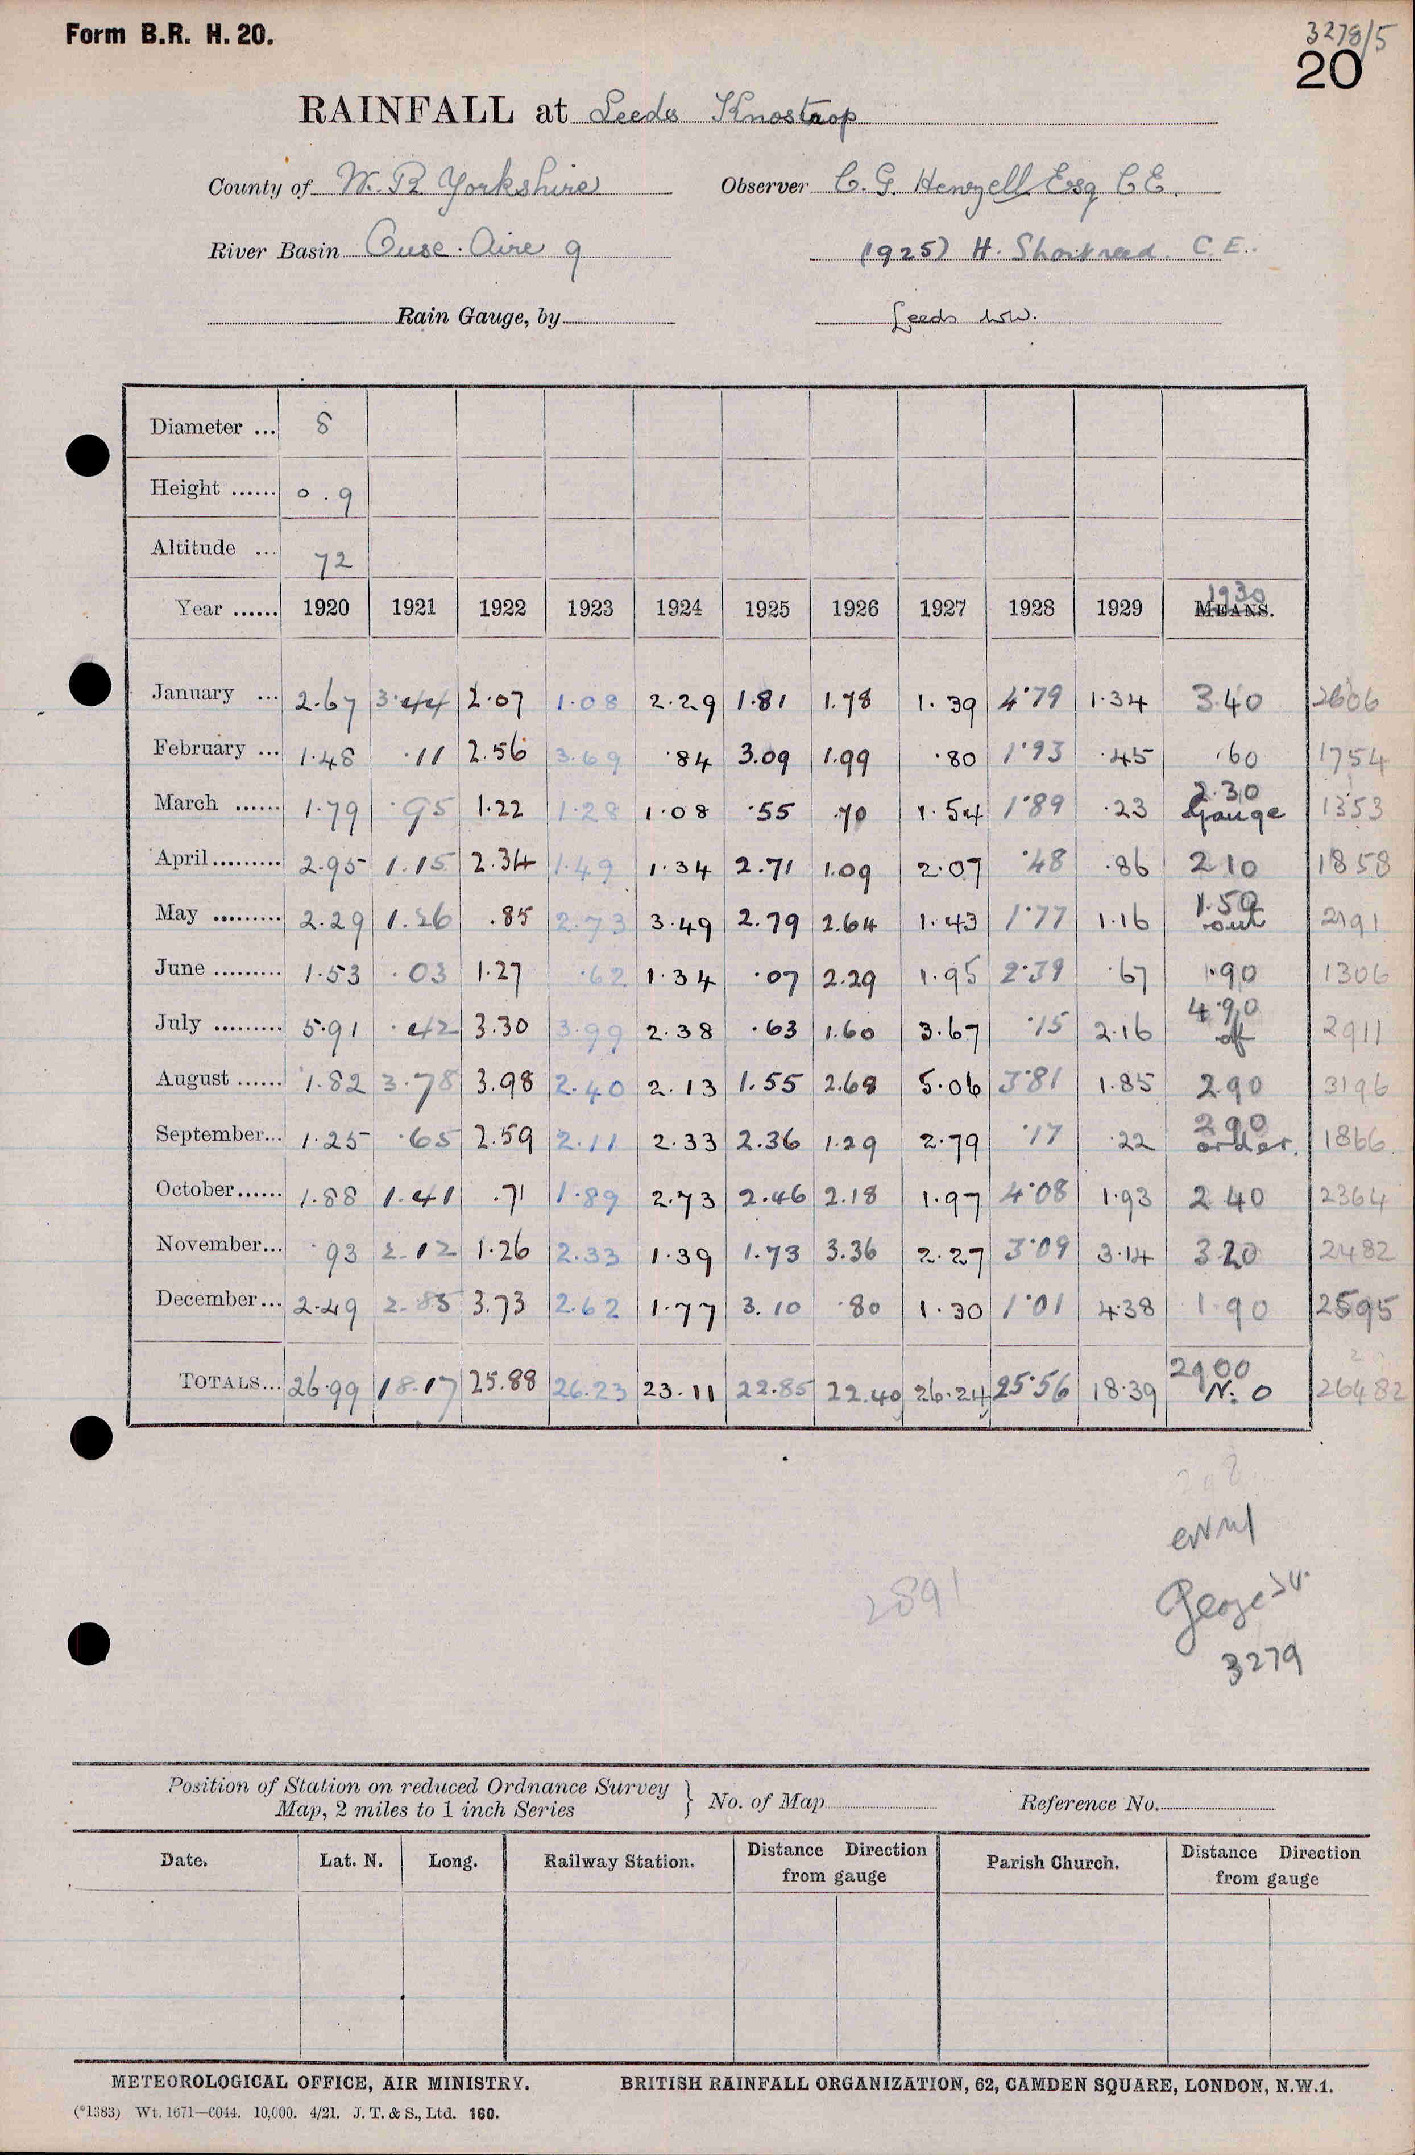 Form B.R. H. 20.
3278/5
20
RAINFALL at Leeds Knostrop
County of W. R Yorkshire Observer C. G. Henzell Esq C E.
River Basin Ouse. Aire 9 (1925) H. Shortreed. C. E.
Rain Gauge, by Leeds WW.
Diameter ... 8
Height ...... 0.9
Altitude ... 72
Year ...... 1920 1921 1922 1923 1924 1925 1926 1927 1928 1929 MEANS. 1930
January ... 2.67 3.44 2.07 1.08 2.29 1.81 1.78 1.39 4.79 1.34 3.40 2606
February ... 1.48 .11 2.56 3.69 .84 3.09 1.99 .80 1.93 .45 .60 1754
March ...... 1.79 .95 1.22 1.28 1.08 .55 .70 1.54 1.89 .23 2.30 Gauge 1353
April......... 2.95 1.15 2.34 1.49 1.34 2.71 1.09 2.07 .48 .86 2 10 1858
May ......... 2.29 1.26 .85 2.73 3.49 2.79 2.64 1.43 1.77 1.16 1.50 out 2191
June ......... 1.53 .03 1.27 .62 1.34 .07 2.29 1.95 2.39 .67 1.90 1306
July ......... 5.91 .42 3.30 3.99 2.38 .63 1.60 3.67 .15 2.16 4.90 of 2911
August ...... 1.82 3.78 3.98 2.40 2.13 1.55 2.68 5.06 3.81 1.85 2.90 3196
September... 1.25 .65 2.59 2.11 2.33 2.36 1.29 2.79 .17 .22 2 90 order. 1866
October...... 1.88 1.41 .71 1.89 2.73 2.46 2.18 1.97 4.08 1.93 2 40 2364
November... .93 2.12 1.26 2.33 1.39 1.73 3.36 2.27 3.09 3.14 3.20 2482
December... 2.49 2.85 3.73 2.62 1.77 3.10 .80 1.30 1.01 4.38 1.90 2595
TOTALS... 26.99 18.17 25.88 26.23 23.11 22.85 22.40 26.24 25.56 18.39 2900 N: 0 26482
2891
George St.
3279
Position of Station on reduced Ordnance Survey
Map, 2 miles to 1 inch Series } No. of Map Reference No.
Date. Lat. N. Long. Railway Station. Distance Direction from gauge Parish Church. Distance Direction from gauge
METEOROLOGICAL OFFICE, AIR MINISTRY. BRITISH RAINFALL ORGANIZATION, 62, CAMDEN SQUARE, LONDON, N.W.1.
(*1383) Wt. 1671—C044. 10,000. 4/21. J. T. & S., Ltd. 160.